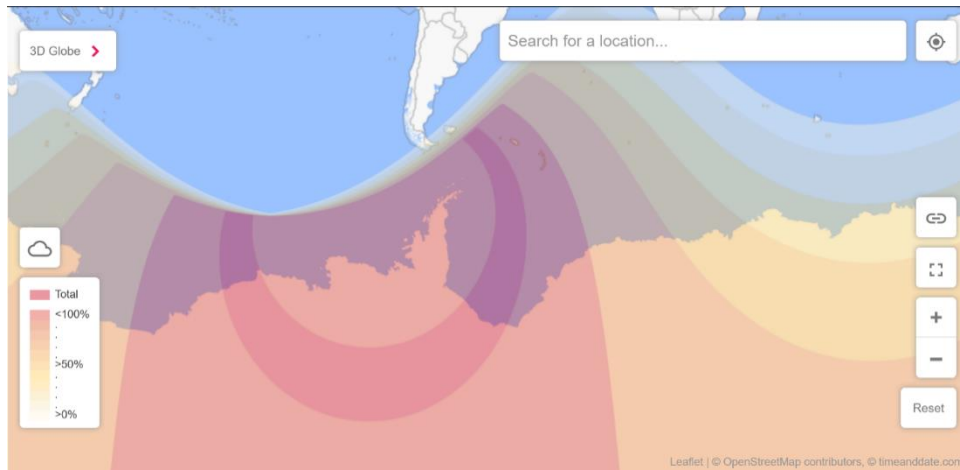 3D Globe
Search for a location...
Total
<100%
>50%
>0%
+
−
Reset
Leaflet | © OpenStreetMap contributors, © timeanddate.com